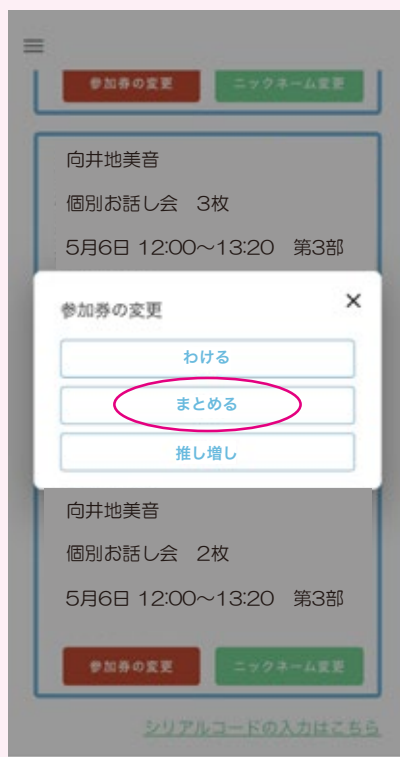 参加券の変更 ニックネーム変更
向井地美音
個別お話し会　3枚
5月6日 12:00～13:20　第3部
参加券の変更 ×
わける
まとめる
推し増し
向井地美音
個別お話し会　2枚
5月6日 12:00～13:20　第3部
参加券の変更 ニックネーム変更
シリアルコードの入力はこちら